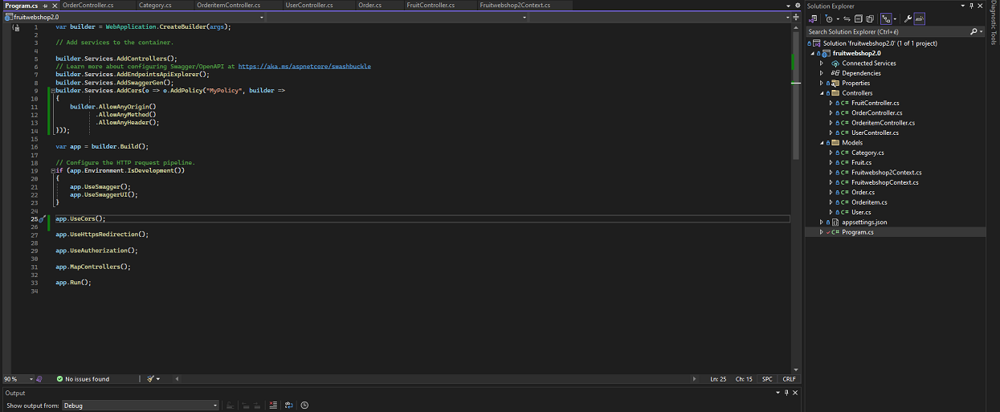 Program.cs
OrderController.cs
Category.cs
OrderitemController.cs
UserController.cs
Order.cs
FruitController.cs
Fruitwebshop2Context.cs
fruitwebshop2.0
1 var builder = WebApplication.CreateBuilder(args);
2
3 // Add services to the container.
4
5 builder.Services.AddControllers();
6 // Learn more about configuring Swagger/OpenAPI at https://aka.ms/aspnetcore/swashbuckle
7 builder.Services.AddEndpointsApiExplorer();
8 builder.Services.AddSwaggerGen();
9 builder.Services.AddCors(o => o.AddPolicy("MyPolicy", builder =>
10 {
11 builder.AllowAnyOrigin()
12 .AllowAnyMethod()
13 .AllowAnyHeader();
14 }));
15
16 var app = builder.Build();
17
18 // Configure the HTTP request pipeline.
19 if (app.Environment.IsDevelopment())
20 {
21 app.UseSwagger();
22 app.UseSwaggerUI();
23 }
24
25 app.UseCors();
26
27 app.UseHttpsRedirection();
28
29 app.UseAuthorization();
30
31 app.MapControllers();
32
33 app.Run();
34
90 %
No issues found
Ln: 25
Ch: 15
SPC
CRLF
Output
Show output from: Debug
Solution Explorer
Search Solution Explorer (Ctrl+é)
Solution 'fruitwebshop2.0' (1 of 1 project)
fruitwebshop2.0
Connected Services
Dependencies
Properties
Controllers
C# FruitController.cs
C# OrderController.cs
C# OrderitemController.cs
C# UserController.cs
Models
C# Category.cs
C# Fruit.cs
C# Fruitwebshop2Context.cs
C# FruitwebshopContext.cs
C# Order.cs
C# Orderitem.cs
C# User.cs
appsettings.json
C# Program.cs
Diagnostic Tools